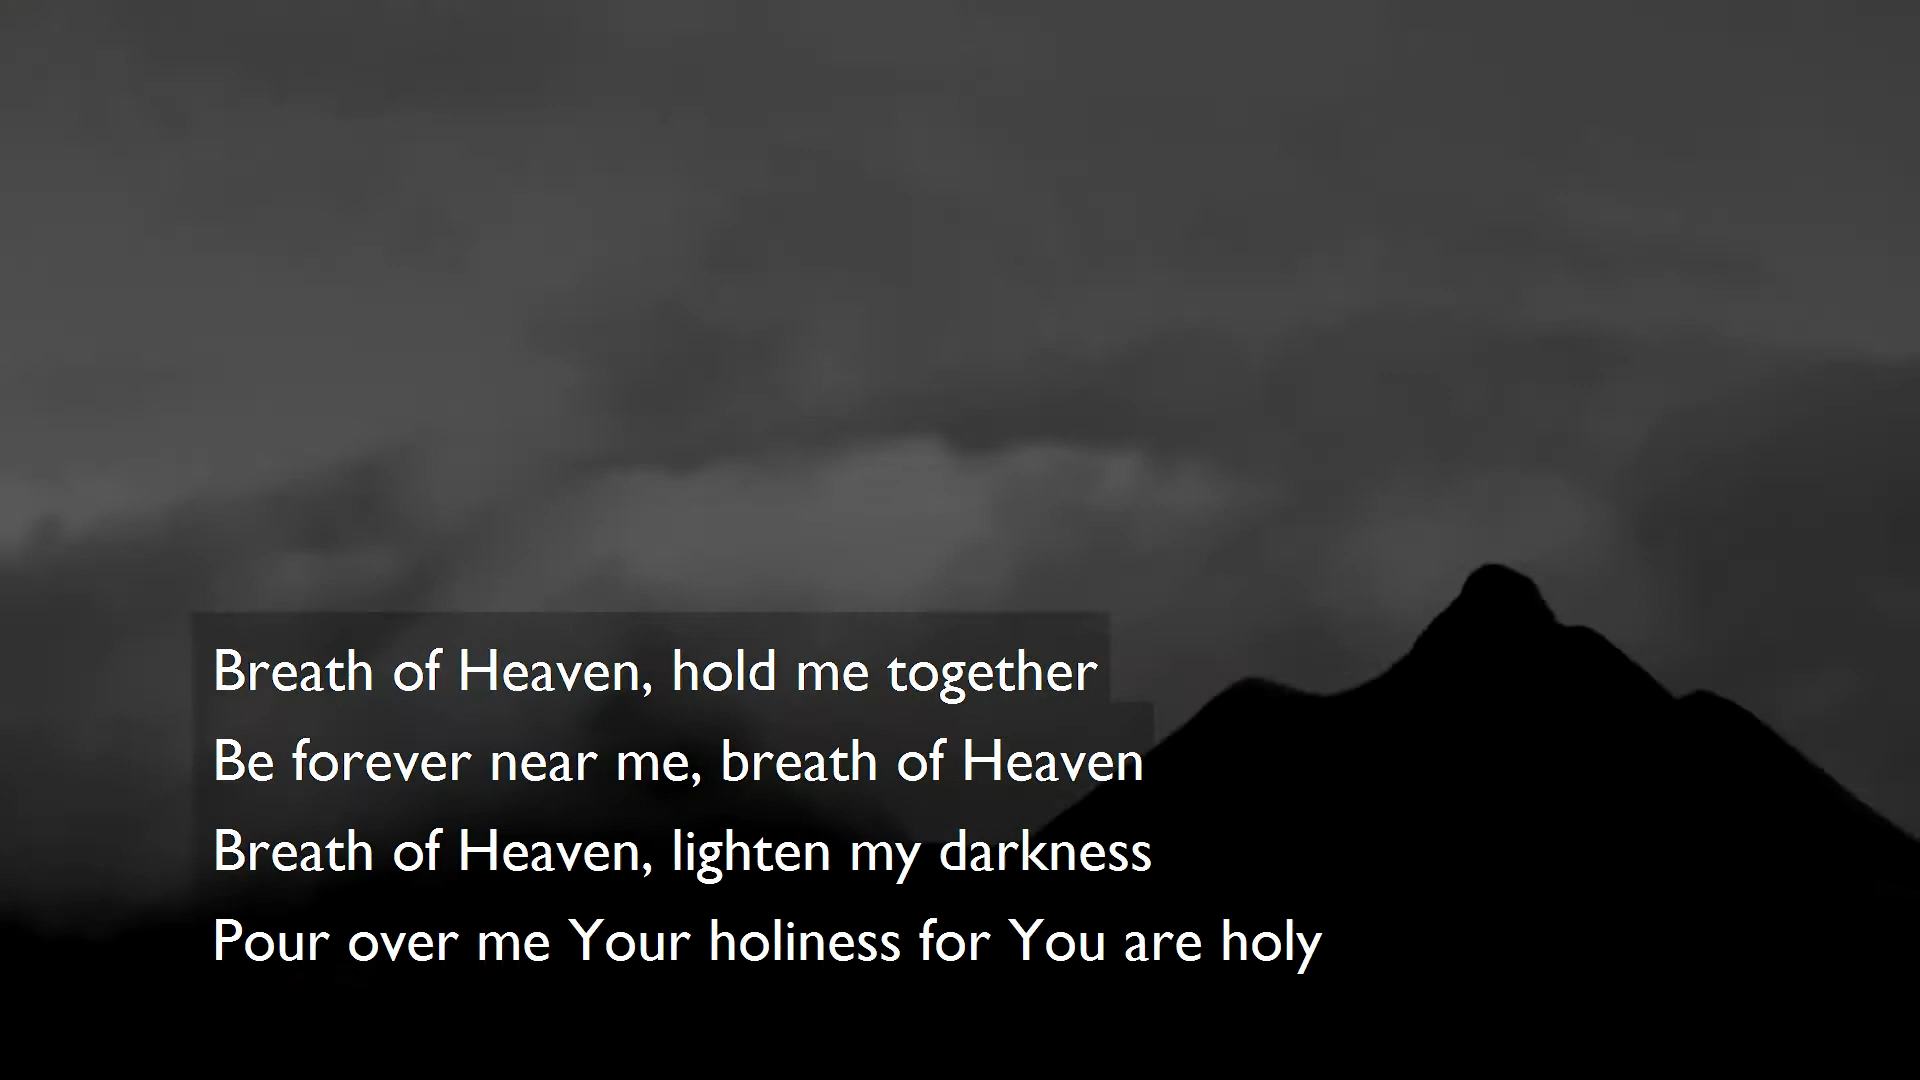 Breath of Heaven, hold me together
Be forever near me, breath of Heaven
Breath of Heaven, lighten my darkness
Pour over me Your holiness for You are holy